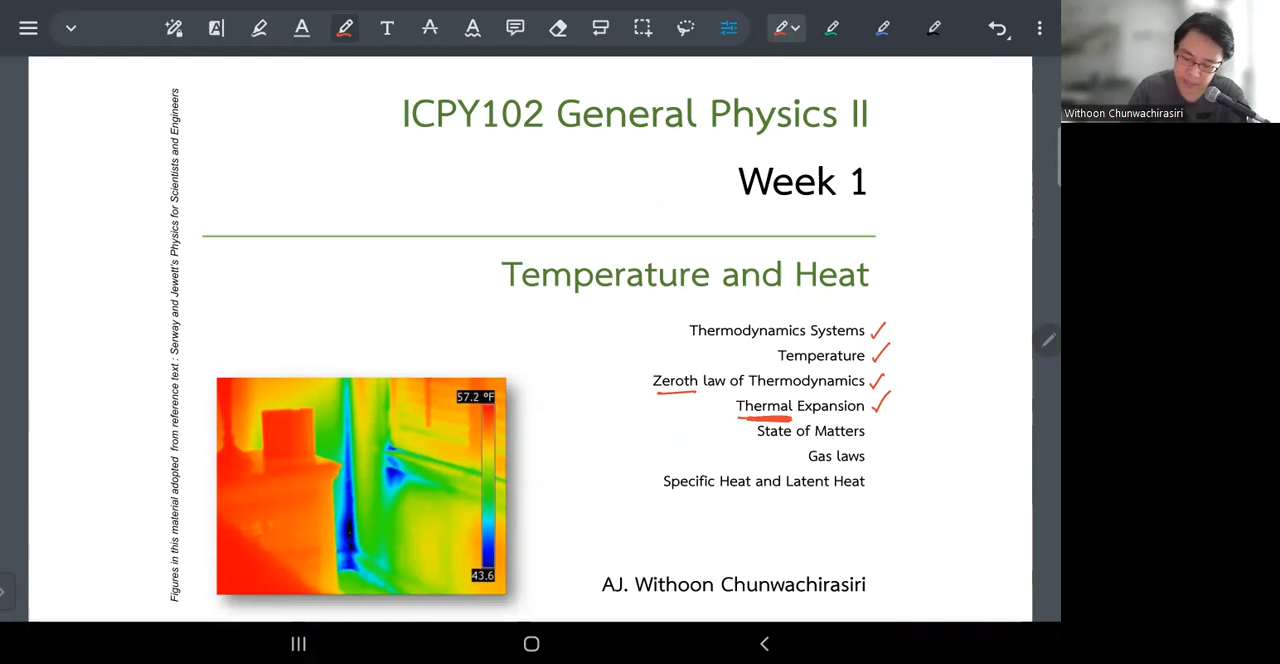 Withoon Chunwachirasiri
ICPY102 General Physics II
Week 1
Temperature and Heat
Thermodynamics Systems
Temperature
Zeroth law of Thermodynamics
Thermal Expansion
State of Matters
Gas laws
Specific Heat and Latent Heat
AJ. Withoon Chunwachirasiri
57.2 °F
43.6
Figures in this material adopted from reference text : Serway and Jewett's Physics for Scientists and Engineers